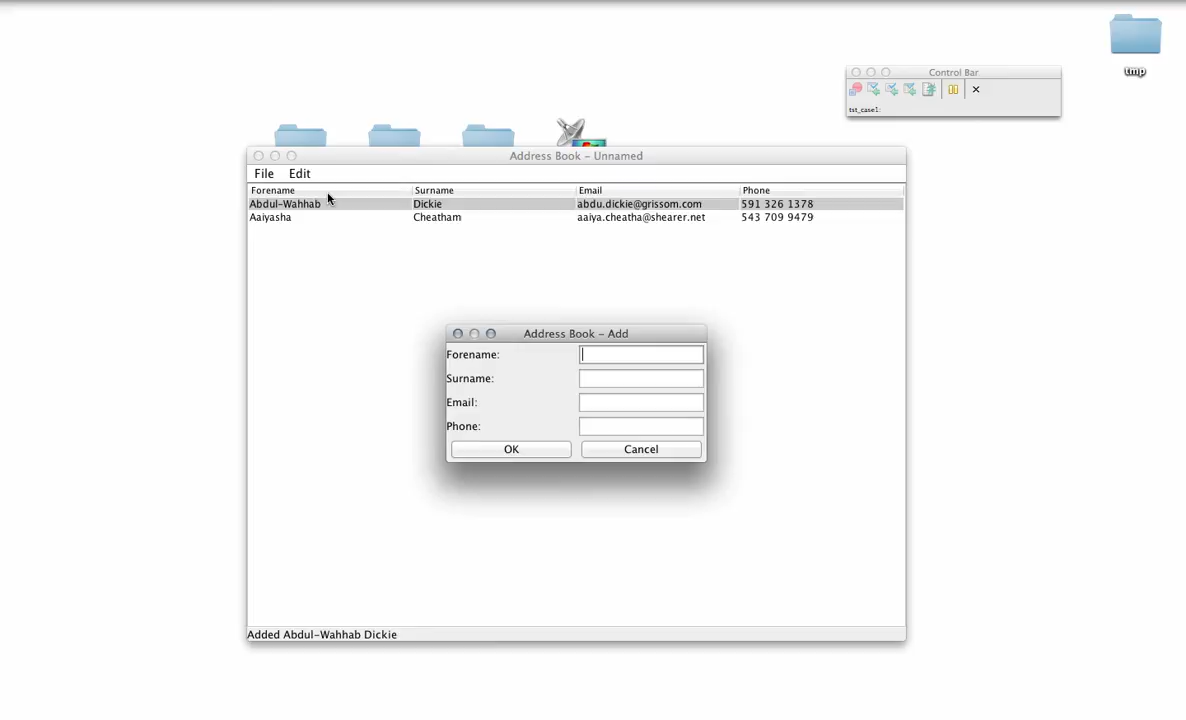 tmp
Control Bar
tst_case1:
Address Book – Unnamed
File Edit
Forename Surname Email Phone
Abdul-Wahhab Dickie abdu.dickie@grissom.com 591 326 1378
Aaiyasha Cheatham aaiya.cheatha@shearer.net 543 709 9479
Address Book – Add
Forename:
Surname:
Email:
Phone:
OK Cancel
Added Abdul-Wahhab Dickie